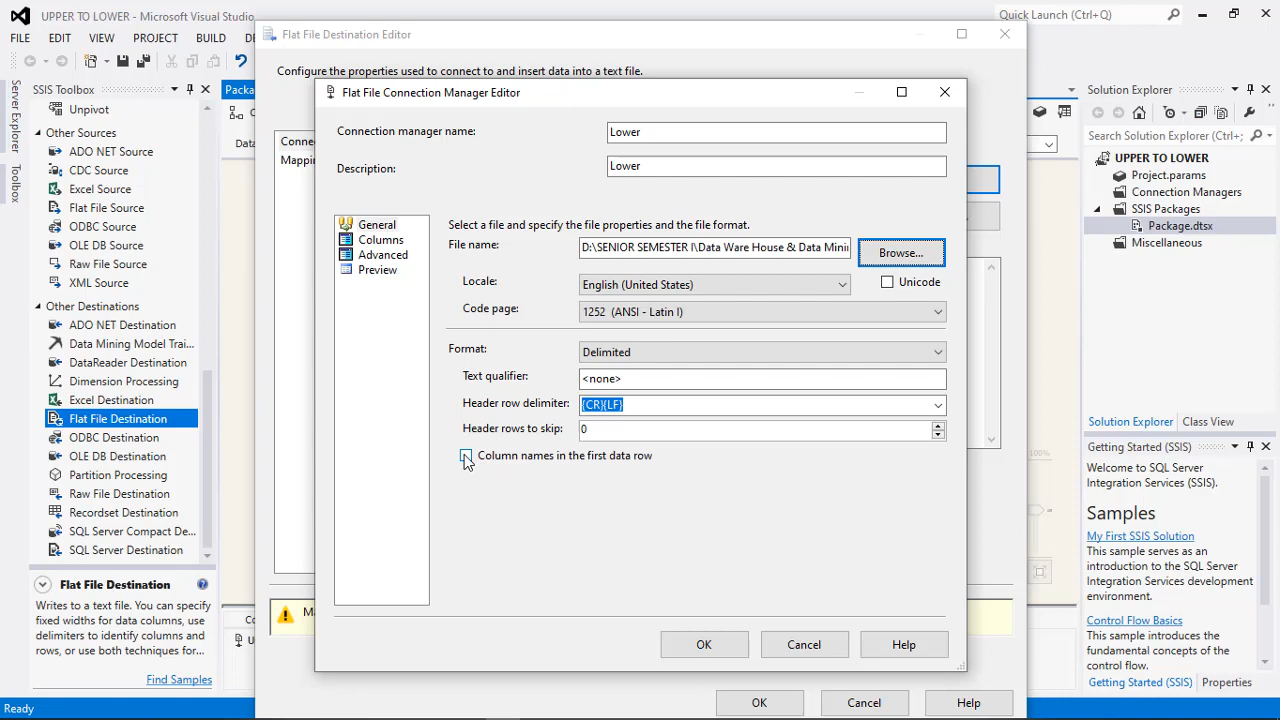 UPPER TO LOWER - Microsoft Visual Studio
Quick Launch (Ctrl+Q)
FILE EDIT VIEW PROJECT BUILD
Flat File Destination Editor
Configure the properties used to connect to and insert data into a text file.
Server Explorer
Toolbox
SSIS Toolbox
Unpivot
Other Sources
ADO NET Source
CDC Source
Excel Source
Flat File Source
ODBC Source
OLE DB Source
Raw File Source
XML Source
Other Destinations
ADO NET Destination
Data Mining Model Trai...
DataReader Destination
Dimension Processing
Excel Destination
Flat File Destination
ODBC Destination
OLE DB Destination
Partition Processing
Raw File Destination
Recordset Destination
SQL Server Compact De...
SQL Server Destination
Flat File Destination
Writes to a text file. You can specify
fixed widths for data columns, use
delimiters to identify columns and
rows, or use both techniques for...
Find Samples
Ready
Flat File Connection Manager Editor
Connection manager name:
Lower
Description:
Lower
General
Columns
Advanced
Preview
Select a file and specify the file properties and the file format.
File name:
D:\SENIOR SEMESTER I\Data Ware House & Data Mini
Browse...
Locale:
English (United States)
Unicode
Code page:
1252 (ANSI - Latin I)
Format:
Delimited
Text qualifier:
<none>
Header row delimiter:
{CR}{LF}
Header rows to skip:
0
Column names in the first data row
OK Cancel Help
OK Cancel Help
Solution Explorer
Search Solution Explorer (Ctrl+;)
UPPER TO LOWER
Project.params
Connection Managers
SSIS Packages
Package.dtsx
Miscellaneous
Solution Explorer Class View
Getting Started (SSIS)
Welcome to SQL Server
Integration Services (SSIS).
Samples
My First SSIS Solution
This sample serves as an
introduction to the SQL
Server Integration Services
development
environment.
Control Flow Basics
This sample introduces the
fundamental concepts of
the control flow.
Getting Started (SSIS) Properties